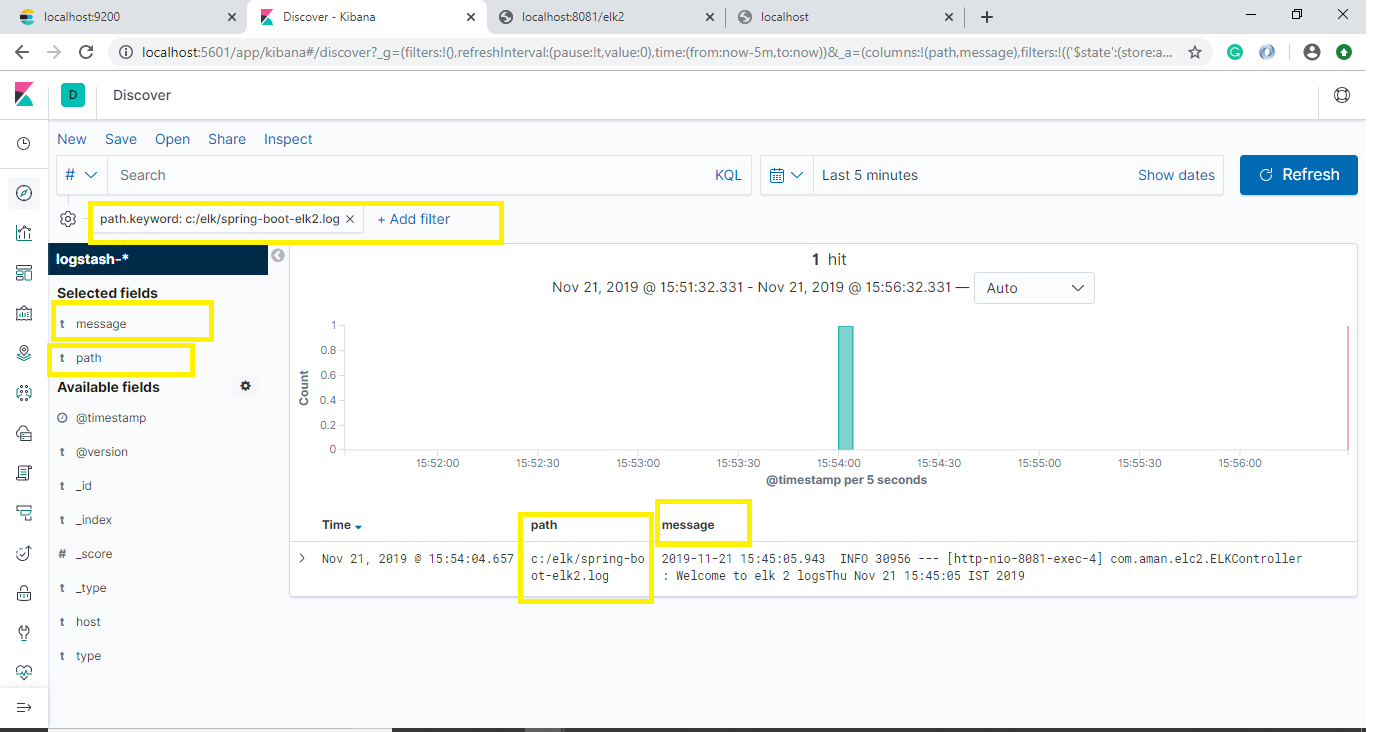 localhost:9200
Discover - Kibana
localhost:8081/elk2
localhost
localhost:5601/app/kibana#/discover?_g=(filters:!(),refreshInterval:(pause:!t,value:0),time:(from:now-5m,to:now))&_a=(columns:!(path,message),filters:!(('$state':(store:a...
D
Discover
New Save Open Share Inspect
# Search KQL
Last 5 minutes Show dates
Refresh
path.keyword: c:/elk/spring-boot-elk2.log × + Add filter
logstash-*
Selected fields
t message
t path
Available fields
@timestamp
t @version
t _id
t _index
# _score
t _type
t host
t type
1 hit
Nov 21, 2019 @ 15:51:32.331 - Nov 21, 2019 @ 15:56:32.331 — Auto
Count
1
0.8
0.6
0.4
0.2
0
15:52:00 15:52:30 15:53:00 15:53:30 15:54:00 15:54:30 15:55:00 15:55:30 15:56:00
@timestamp per 5 seconds
Time path message
Nov 21, 2019 @ 15:54:04.657
c:/elk/spring-bo
ot-elk2.log
2019-11-21 15:45:05.943  INFO 30956 --- [http-nio-8081-exec-4] com.aman.elc2.ELKController
: Welcome to elk 2 logsThu Nov 21 15:45:05 IST 2019